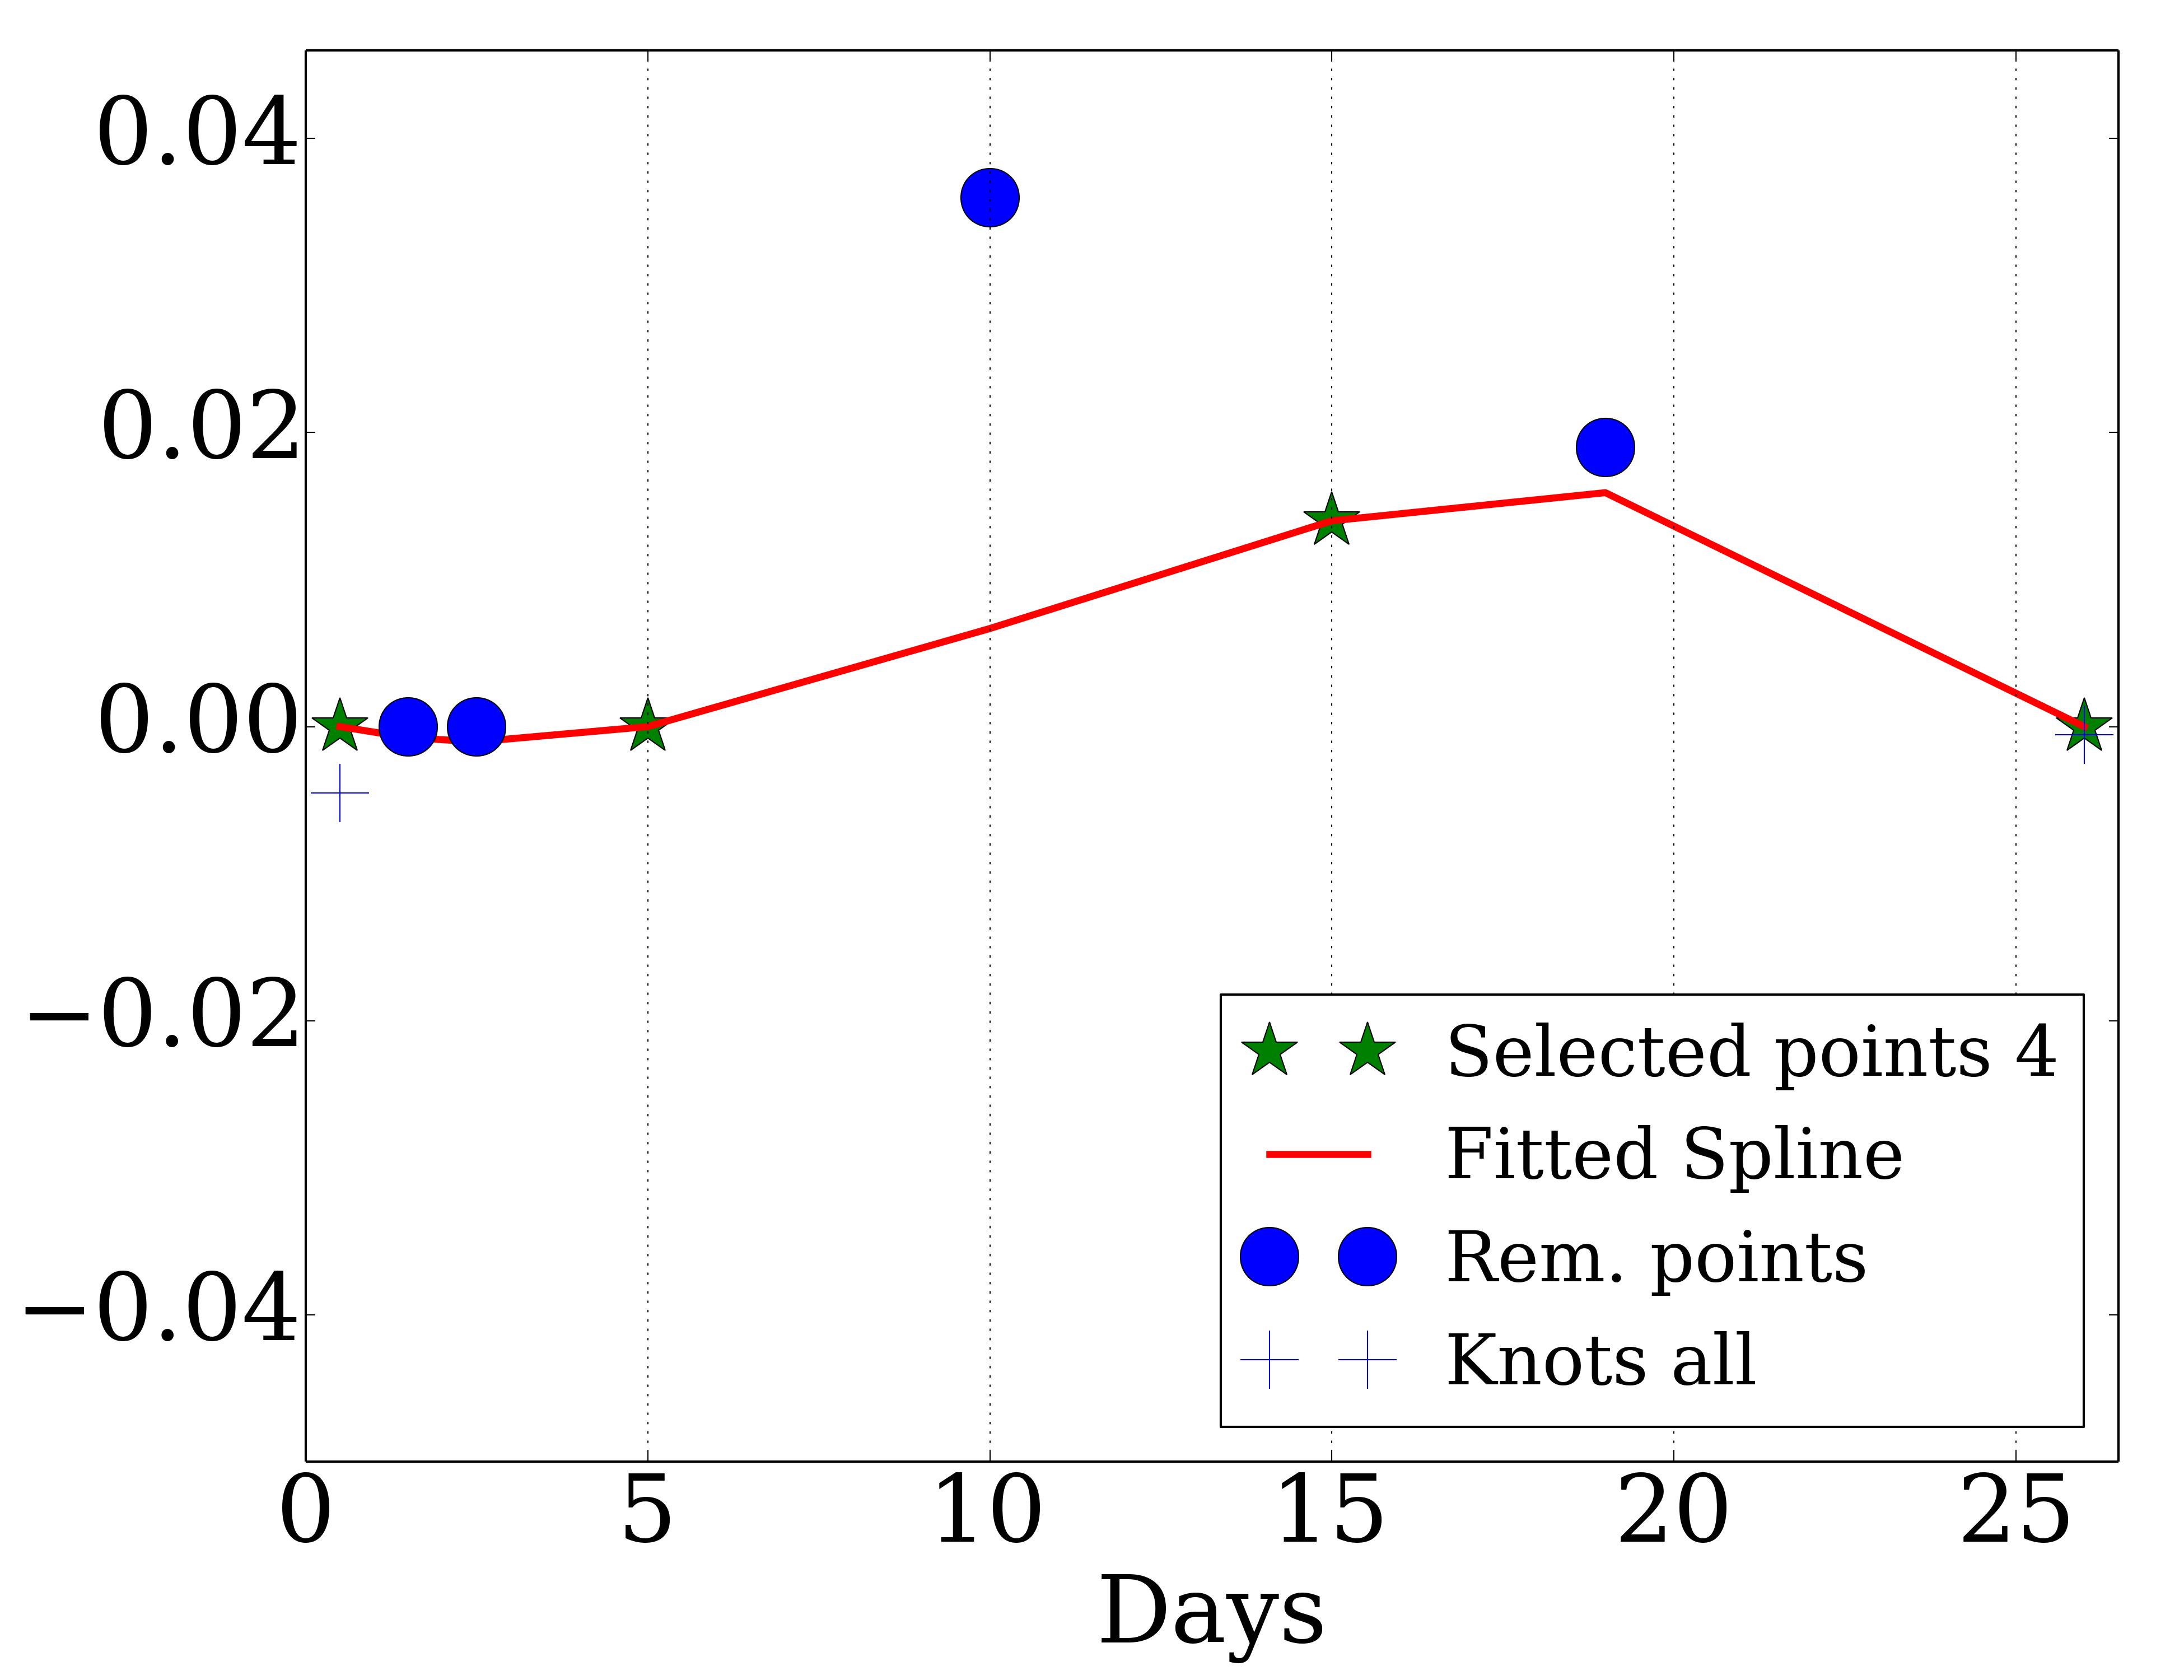 0.04
0.02
0.00
−0.02
−0.04
Selected points 4
Fitted Spline
Rem. points
Knots all
0 5 10 15 20 25
Days